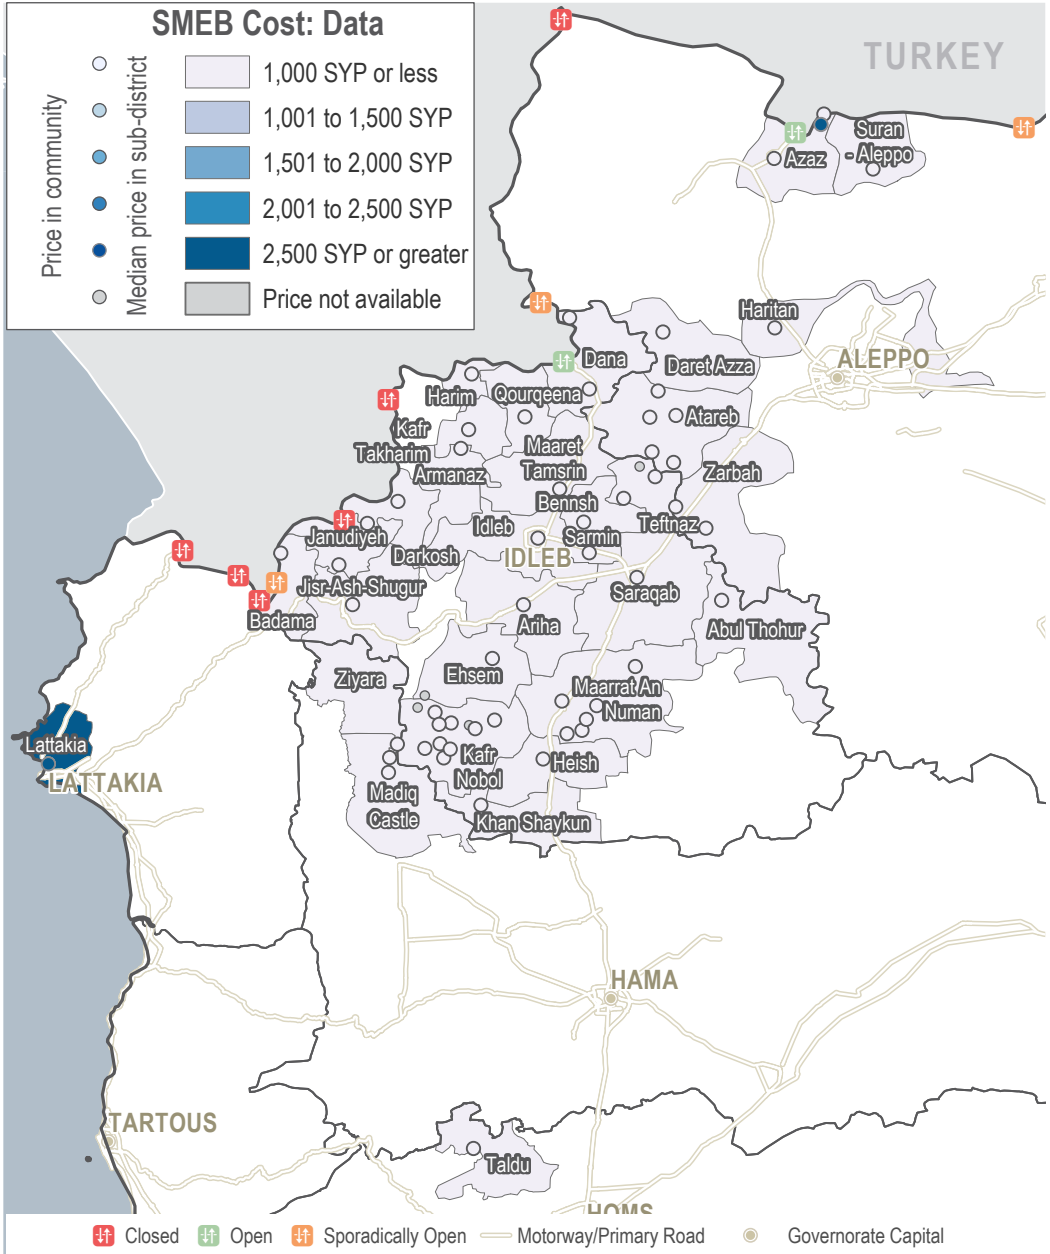 SMEB Cost: Data
Price in community
Median price in sub-district
1,000 SYP or less
1,001 to 1,500 SYP
1,501 to 2,000 SYP
2,001 to 2,500 SYP
2,500 SYP or greater
Price not available
TURKEY
Suran
- Aleppo
Azaz
Haritan
ALEPPO
Dana
Daret Azza
Harim
Qourqeena
Atareb
Kafr
Takharim
Maaret
Tamsrin
Armanaz
Zarbah
Bennsh
Teftnaz
Idleb
Sarmin
Janudiyeh
Darkosh
IDLEB
Jisr-Ash-Shugur
Saraqab
Badama
Ariha
Abul Thohur
Ziyara
Ehsem
Maarrat An
Numan
Lattakia
LATTAKIA
Kafr
Nobol
Heish
Madiq
Castle
Khan Shaykun
HAMA
TARTOUS
Taldu
HOMS
Closed
Open
Sporadically Open
Motorway/Primary Road
Governorate Capital